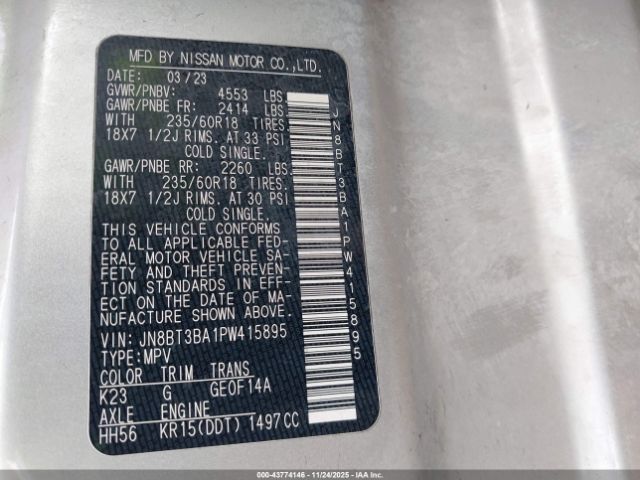 MFD BY NISSAN MOTOR CO.,LTD.
DATE: 03/23
GVWR/PNBV: 4553 LBS.
GAWR/PNBE FR: 2414 LBS.
WITH 235/60R18 TIRES.
18X7 1/2J RIMS. AT 33 PSI
COLD SINGLE.
GAWR/PNBE RR: 2260 LBS.
WITH 235/60R18 TIRES.
18X7 1/2J RIMS. AT 30 PSI
COLD SINGLE.
THIS VEHICLE CONFORMS
TO ALL APPLICABLE FED-
ERAL MOTOR VEHICLE SA-
FETY AND THEFT PREVEN-
TION STANDARDS IN EFF-
ECT ON THE DATE OF MA-
NUFACTURE SHOWN ABOVE.
VIN: JN8BT3BA1PW415895
TYPE:MPV
COLOR TRIM TRANS
K23 G GEOF14A
AXLE ENGINE
HH56 KR15(DDT) 1497CC
JN8BT3BA1PW415895
000-43774146 - 11/24/2025 - IAAI.COM